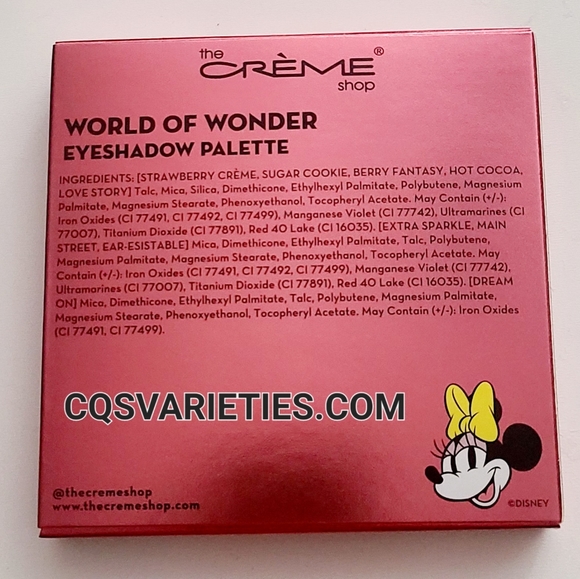 the
CRÈME®
shop
WORLD OF WONDER
EYESHADOW PALETTE
INGREDIENTS: [STRAWBERRY CRÈME, SUGAR COOKIE, BERRY FANTASY, HOT COCOA,
LOVE STORY] Talc, Mica, Silica, Dimethicone, Ethylhexyl Palmitate, Polybutene, Magnesium
Palmitate, Magnesium Stearate, Phenoxyethanol, Tocopheryl Acetate. May Contain (+/-):
Iron Oxides (CI 77491, CI 77492, CI 77499), Manganese Violet (CI 77742), Ultramarines (CI
77007), Titanium Dioxide (CI 77891), Red 40 Lake (CI 16035). [EXTRA SPARKLE, MAIN
STREET, EAR-ESISTABLE] Mica, Dimethicone, Ethylhexyl Palmitate, Talc, Polybutene,
Magnesium Palmitate, Magnesium Stearate, Phenoxyethanol, Tocopheryl Acetate. May
Contain (+/-): Iron Oxides (CI 77491, CI 77492, CI 77499), Manganese Violet (CI 77742),
Ultramarines (CI 77007), Titanium Dioxide (CI 77891), Red 40 Lake (CI 16035). [DREAM
ON] Mica, Dimethicone, Ethylhexyl Palmitate, Talc, Polybutene, Magnesium Palmitate,
Magnesium Stearate, Phenoxyethanol, Tocopheryl Acetate. May Contain (+/-): Iron Oxides
(CI 77491, CI 77499).
CQSVARIETIES.COM
@thecremeshop
www.thecremeshop.com
©DISNEY